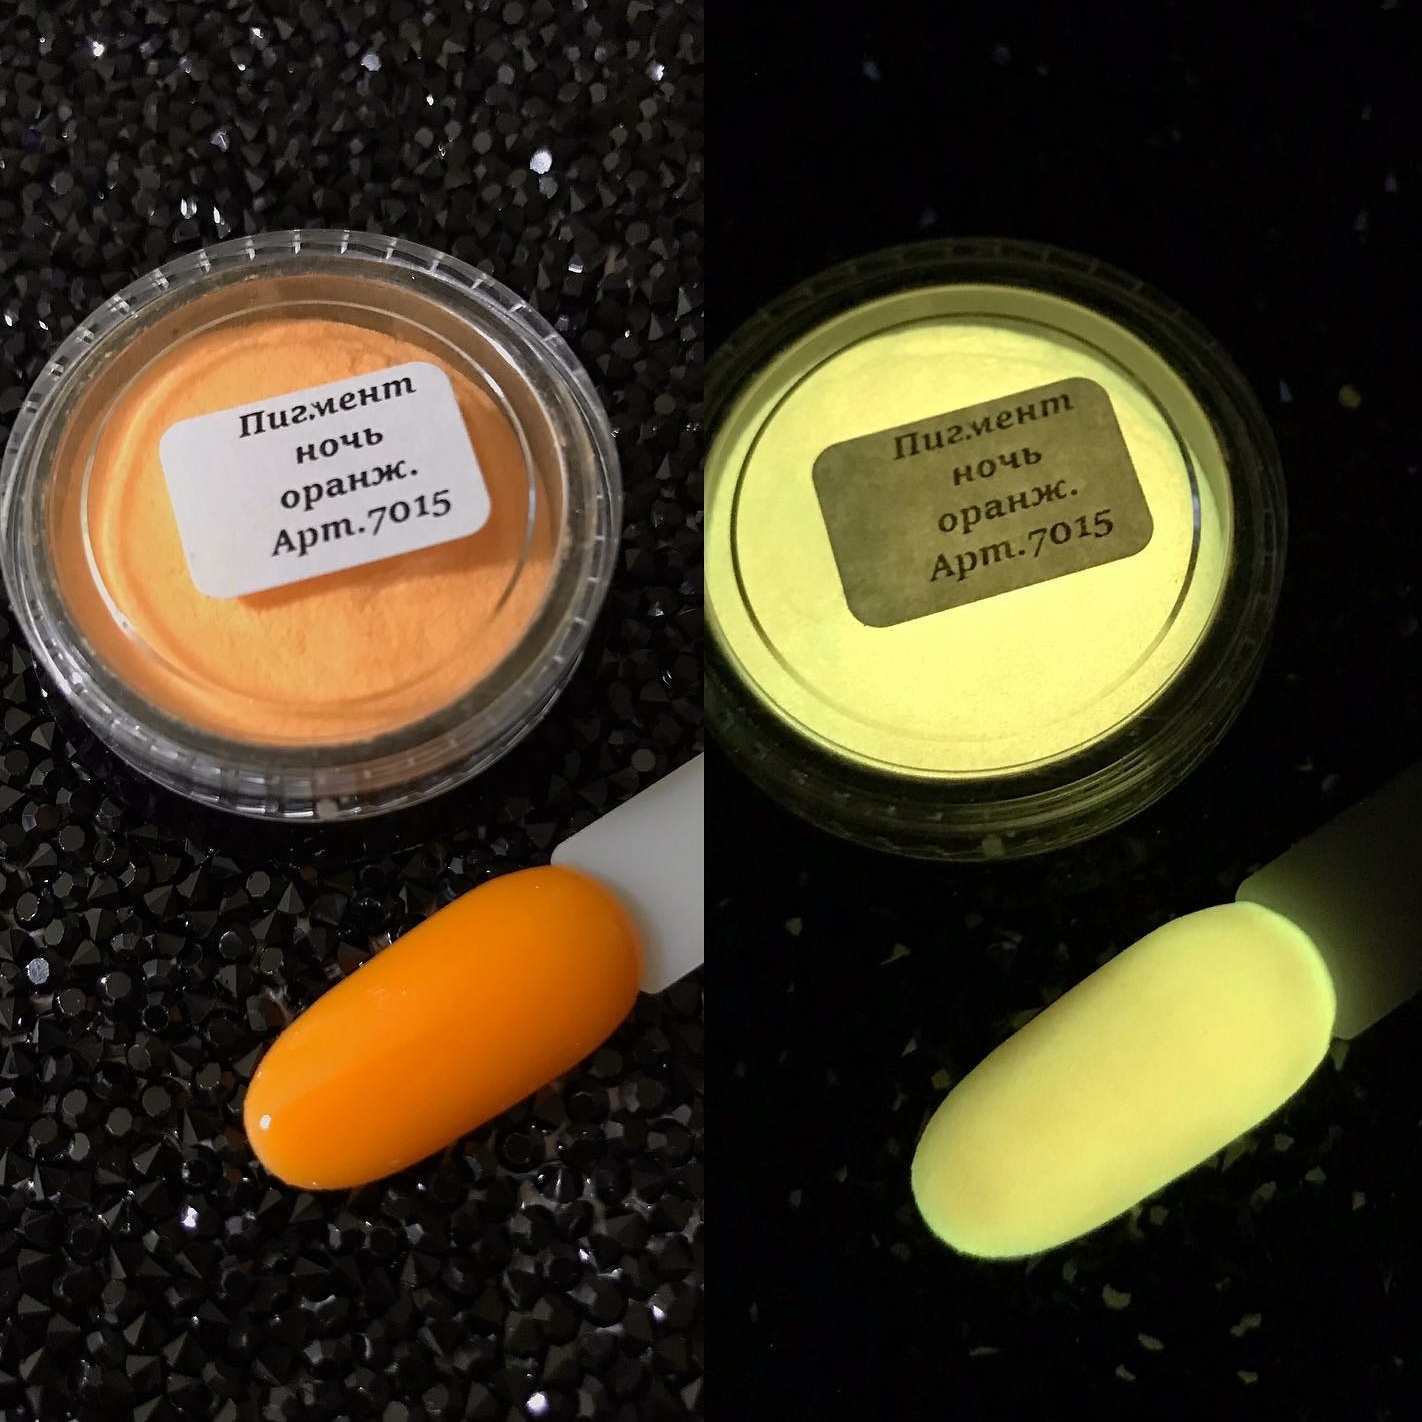 Пигмент
ночь
оранж.
Арт.7015
Пигмент
ночь
оранж.
Арт.7015